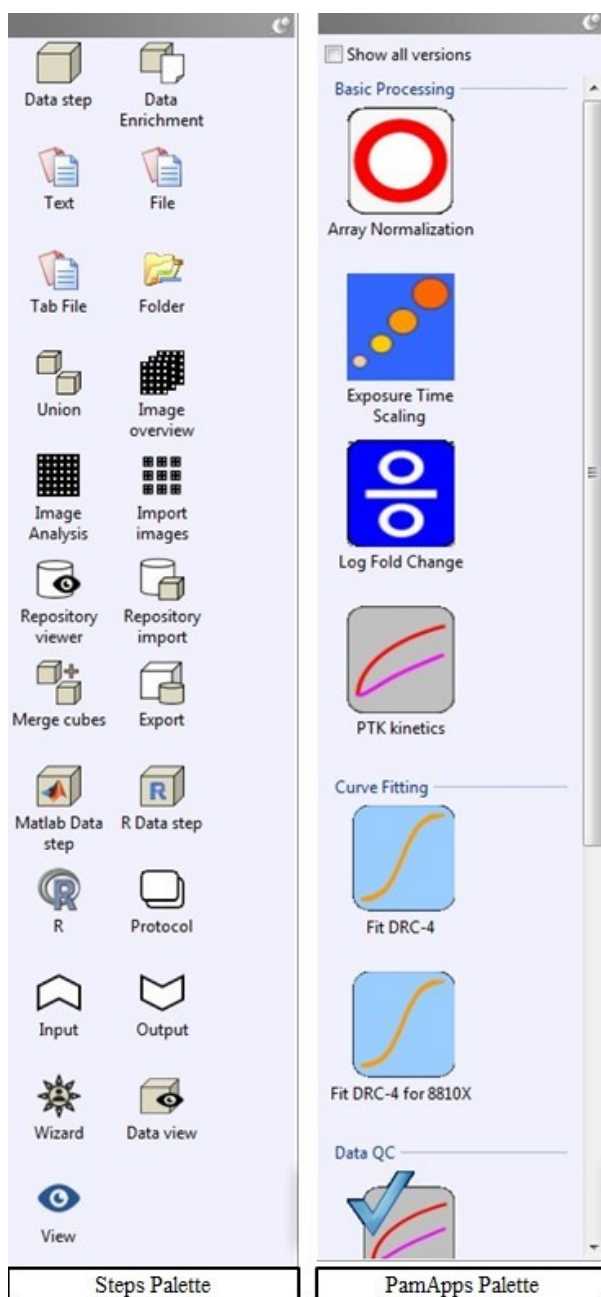 Data step
Data
Enrichment
Text
File
Tab File
Folder
Union
Image
overview
Image
Analysis
Import
images
Repository
viewer
Repository
import
Merge cubes
Export
Matlab Data
step
R
R Data step
R
Protocol
Input
Output
Wizard
Data view
View
Steps Palette
Show all versions
Basic Processing
Array Normalization
Exposure Time
Scaling
Log Fold Change
PTK kinetics
Curve Fitting
Fit DRC-4
Fit DRC-4 for 8810X
Data QC
PamApps Palette